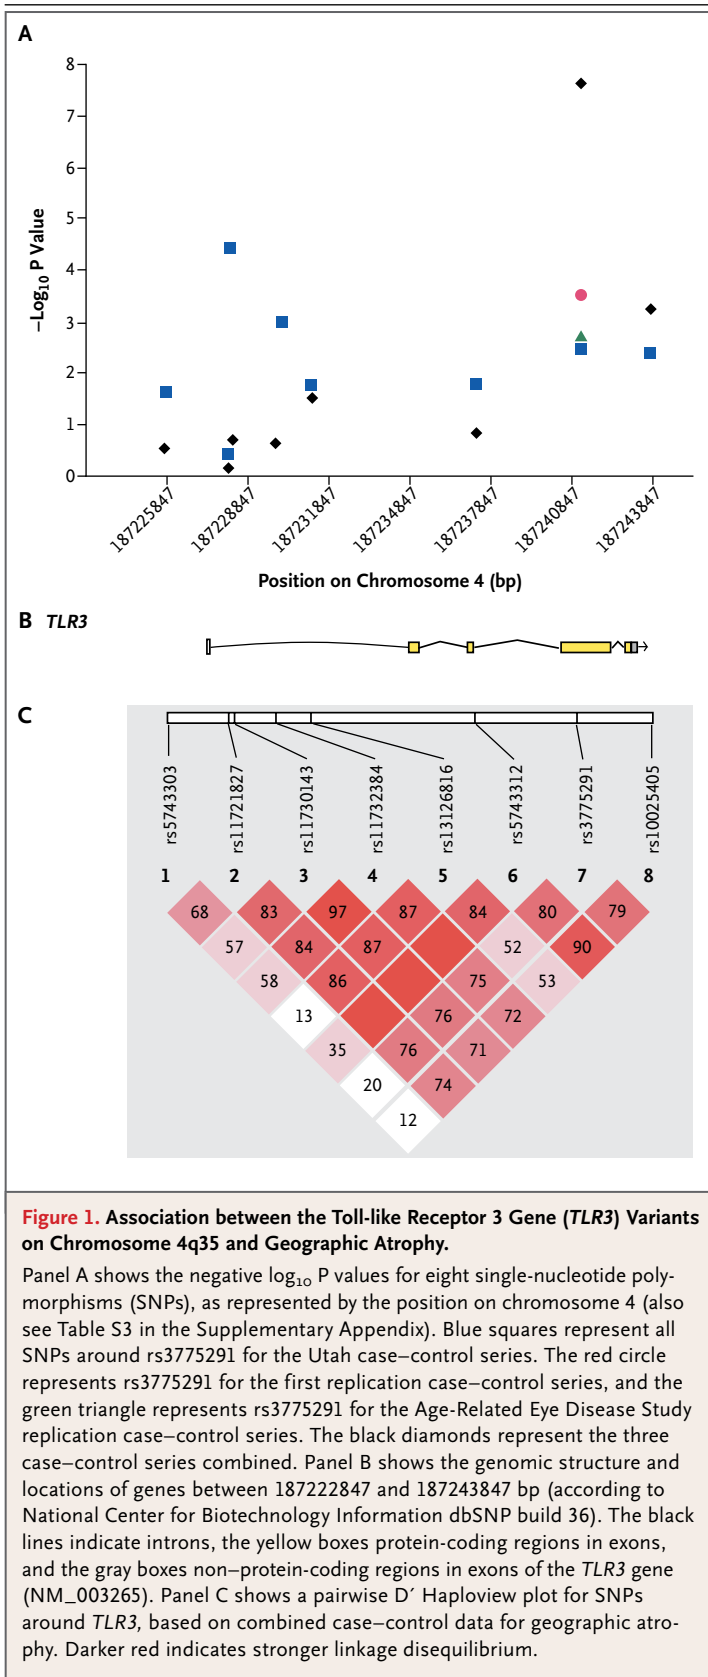 A
8
7
6
5
4
3
2
1
0
−Log10 P Value
187225847
187228847
187231847
187234847
187237847
187240847
187243847
Position on Chromosome 4 (bp)
B TLR3
C
rs5743303
rs11721827
rs11730143
rs11732384
rs13126816
rs5743312
rs3775291
rs10025405
1 2 3 4 5 6 7 8
68 83 97 87 84 80 79
57 84 87 52 90
58 86 75 53
13 76 72
35 76 71
20 74
12
Figure 1. Association between the Toll-like Receptor 3 Gene (TLR3) Variants
on Chromosome 4q35 and Geographic Atrophy.
Panel A shows the negative log10 P values for eight single-nucleotide poly-
morphisms (SNPs), as represented by the position on chromosome 4 (also
see Table S3 in the Supplementary Appendix). Blue squares represent all
SNPs around rs3775291 for the Utah case–control series. The red circle
represents rs3775291 for the first replication case–control series, and the
green triangle represents rs3775291 for the Age-Related Eye Disease Study
replication case–control series. The black diamonds represent the three
case–control series combined. Panel B shows the genomic structure and
locations of genes between 187222847 and 187243847 bp (according to
National Center for Biotechnology Information dbSNP build 36). The black
lines indicate introns, the yellow boxes protein-coding regions in exons,
and the gray boxes non–protein-coding regions in exons of the TLR3 gene
(NM_003265). Panel C shows a pairwise D´ Haploview plot for SNPs
around TLR3, based on combined case–control data for geographic atro-
phy. Darker red indicates stronger linkage disequilibrium.